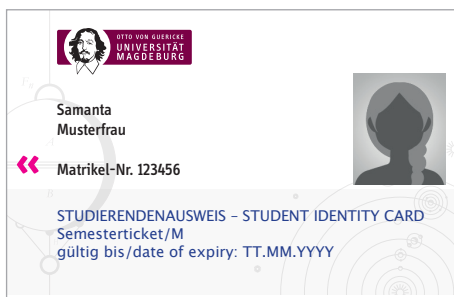 OTTO VON GUERICKE
UNIVERSITÄT
MAGDEBURG
Samanta
Musterfrau
«
Matrikel-Nr. 123456
STUDIERENDENAUSWEIS – STUDENT IDENTITY CARD
Semesterticket/M
gültig bis/date of expiry: TT.MM.YYYY